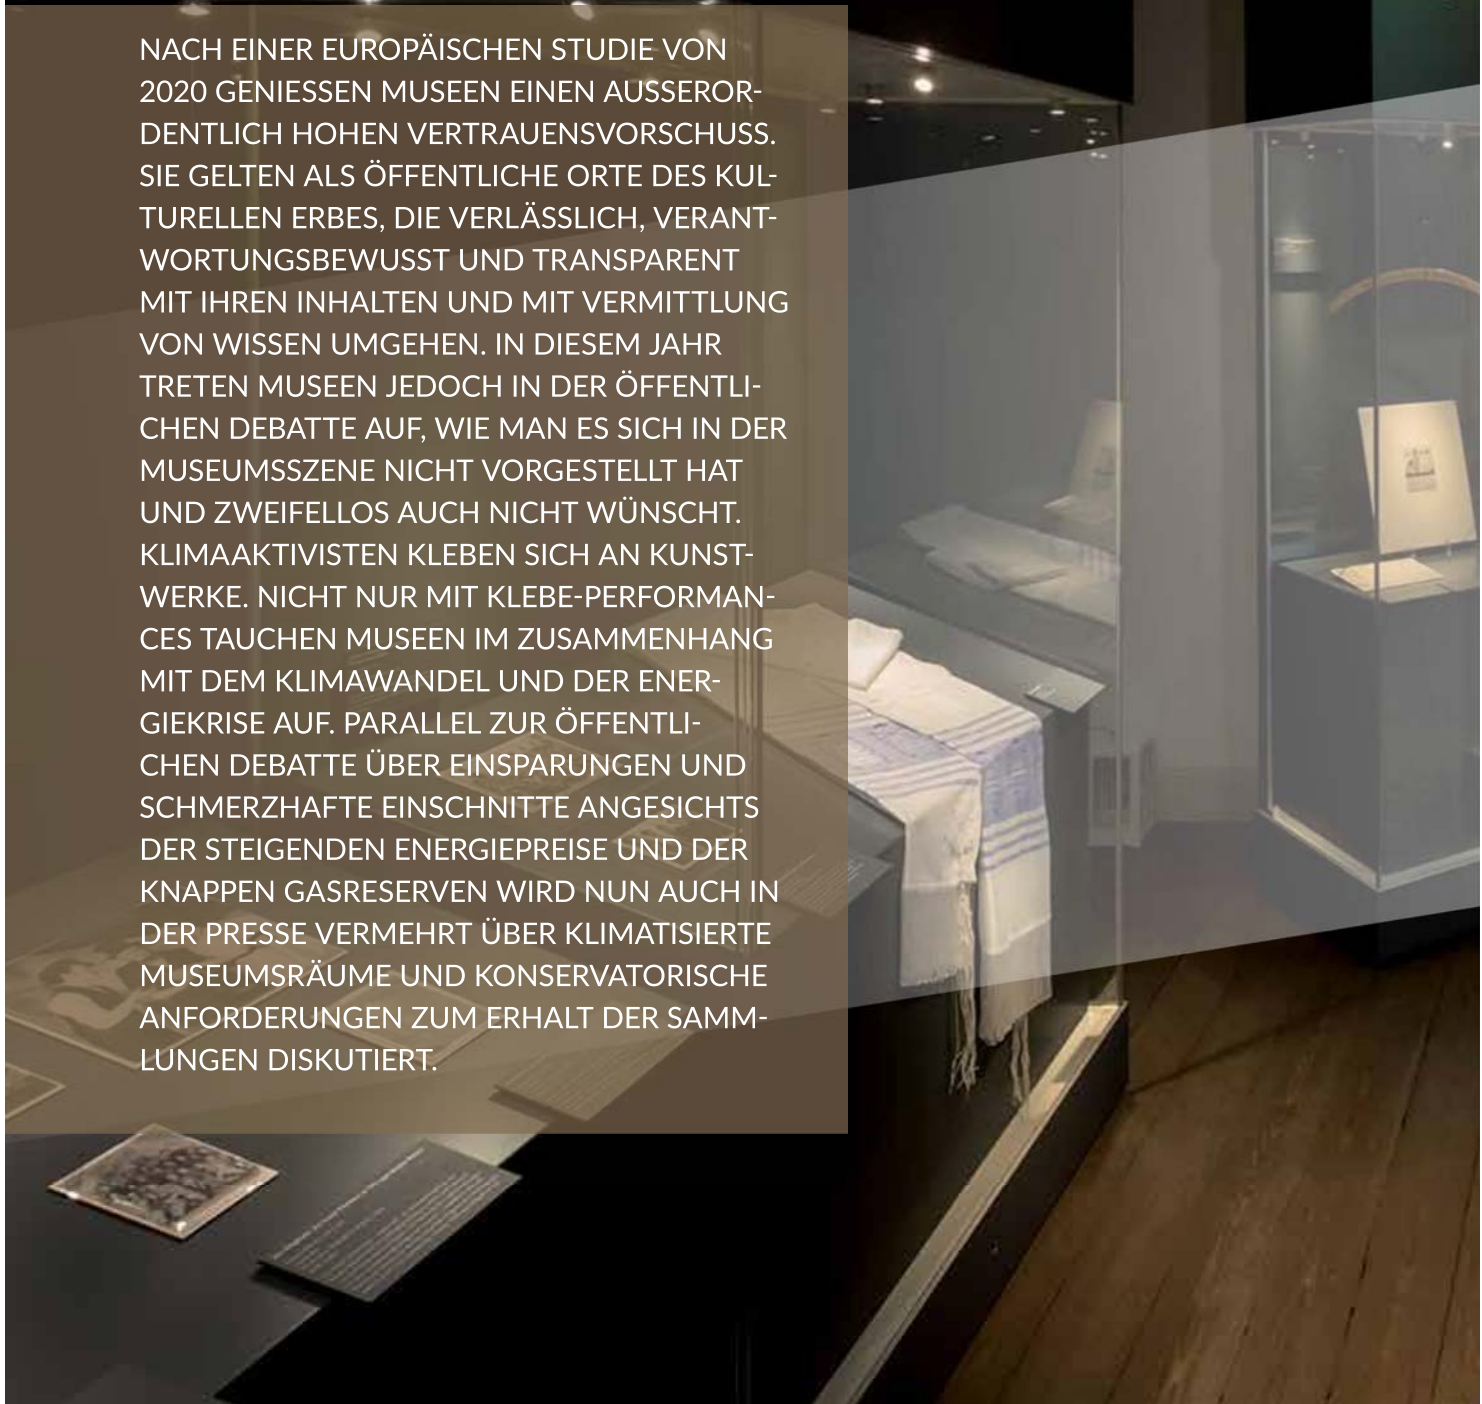 NACH EINER EUROPÄISCHEN STUDIE VON
2020 GENIESSEN MUSEEN EINEN AUSSEROR-
DENTLICH HOHEN VERTRAUENSVORSCHUSS.
SIE GELTEN ALS ÖFFENTLICHE ORTE DES KUL-
TURELLEN ERBES, DIE VERLÄSSLICH, VERANT-
WORTUNGSBEWUSST UND TRANSPARENT
MIT IHREN INHALTEN UND MIT VERMITTLUNG
VON WISSEN UMGEHEN. IN DIESEM JAHR
TRETEN MUSEEN JEDOCH IN DER ÖFFENTLI-
CHEN DEBATTE AUF, WIE MAN ES SICH IN DER
MUSEUMSSZENE NICHT VORGESTELLT HAT
UND ZWEIFELLOS AUCH NICHT WÜNSCHT.
KLIMAAKTIVISTEN KLEBEN SICH AN KUNST-
WERKE. NICHT NUR MIT KLEBE-PERFORMAN-
CES TAUCHEN MUSEEN IM ZUSAMMENHANG
MIT DEM KLIMAWANDEL UND DER ENER-
GIEKRISE AUF. PARALLEL ZUR ÖFFENTLI-
CHEN DEBATTE ÜBER EINSPARUNGEN UND
SCHMERZHAFTE EINSCHNITTE ANGESICHTS
DER STEIGENDEN ENERGIEPREISE UND DER
KNAPPEN GASRESERVEN WIRD NUN AUCH IN
DER PRESSE VERMEHRT ÜBER KLIMATISIERTE
MUSEUMSRÄUME UND KONSERVATORISCHE
ANFORDERUNGEN ZUM ERHALT DER SAMM-
LUNGEN DISKUTIERT.